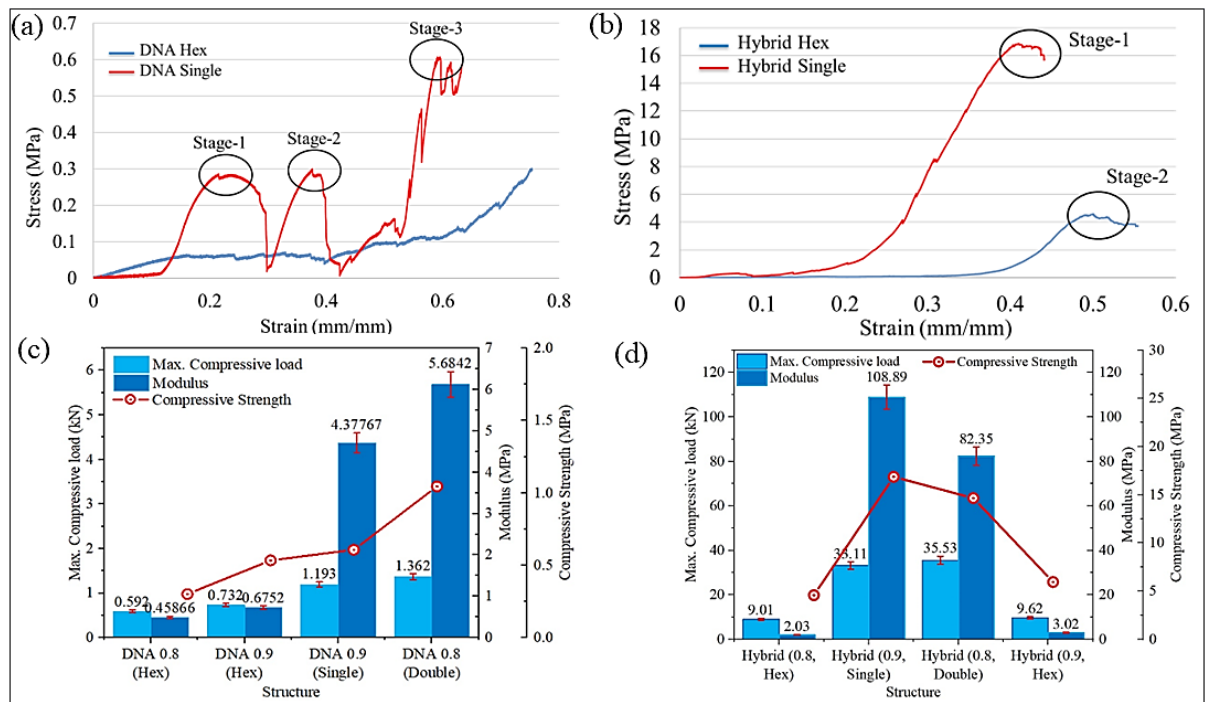 (a)
0.7
0.6
0.5
0.4
0.3
0.2
0.1
0
Stress (MPa)
DNA Hex
DNA Single
Stage-1
Stage-2
Stage-3
0 0.2 0.4 0.6 0.8
Strain (mm/mm)
(b)
18
16
14
12
10
8
6
4
2
0
Stress (MPa)
Hybrid Hex
Hybrid Single
Stage-1
Stage-2
0 0.1 0.2 0.3 0.4 0.5 0.6
Strain (mm/mm)
(c)
6
5
4
3
2
1
0
Max. Compressive load (kN)
Max. Compressive load
Modulus
Compressive Strength
0.592
0.45866
0.732
0.6752
1.193
4.37767
1.362
5.6842
7
6
5
4
3
2
1
0
Modulus (MPa)
2.0
1.5
1.0
0.5
0.0
Compressive Strength (MPa)
DNA 0.8 DNA 0.9 DNA 0.9 DNA 0.8
(Hex) (Hex) (Single) (Double)
Structure
(d)
120
100
80
60
40
20
0
Max. Compressive load (kN)
Max. Compressive load
Modulus
Compressive Strength
9.01
2.03
33.11
108.89
35.53
82.35
9.62
3.02
120
100
80
60
40
20
0
Modulus (MPa)
30
25
20
15
10
5
0
Compressive Strength (MPa)
Hybrid (0.8, Hybrid (0.9, Hybrid (0.8, Hybrid (0.9,
Hex) Single) Double) Hex)
Structure